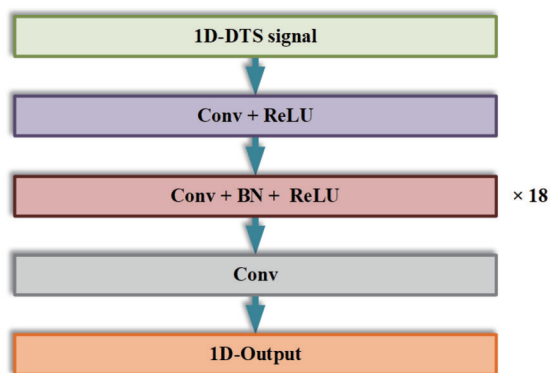 1D-DTS signal
Conv + ReLU
Conv + BN + ReLU
× 18
Conv
1D-Output